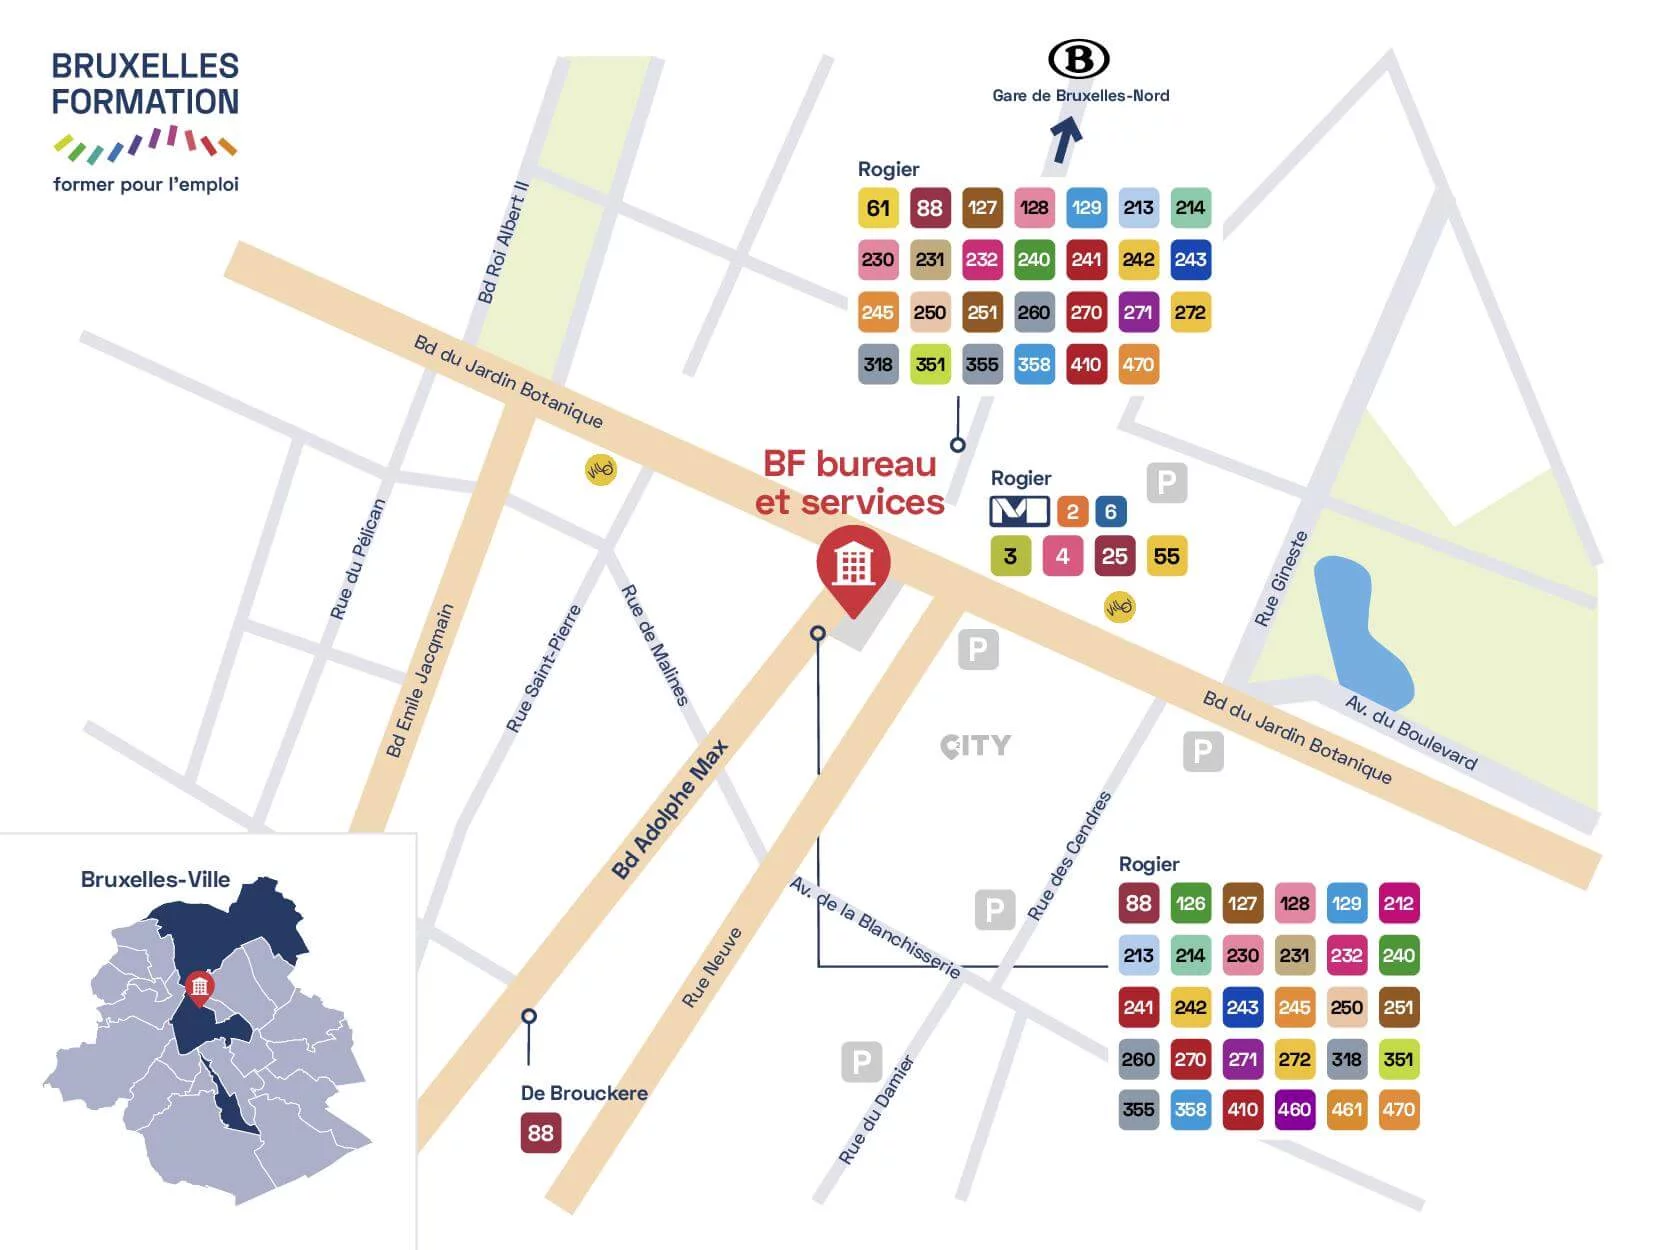 BRUXELLES
FORMATION
former pour l'emploi
B
Gare de Bruxelles-Nord
Rogier
61 88 127 128 129 213 214
230 231 232 240 241 242 243
245 250 251 260 270 271 272
318 351 355 358 410 470
Bd Roi Albert II
Bd du Jardin Botanique
Villo!
BF bureau
et services
Rogier
M 2 6
3 4 25 55
P
Villo!
Rue du Pélican
Bd Emile Jacqmain
Rue Saint-Pierre
Rue de Malines
P
Rue Gineste
Bd du Jardin Botanique
Av. du Boulevard
CITY
2
P
Bd Adolphe Max
Rue Neuve
Av. de la Blanchisserie
P
Rue des Cendres
Rogier
88 126 127 128 129 212
213 214 230 231 232 240
241 242 243 245 250 251
260 270 271 272 318 351
355 358 410 460 461 470
P
Rue du Damier
De Brouckere
88
Bruxelles-Ville